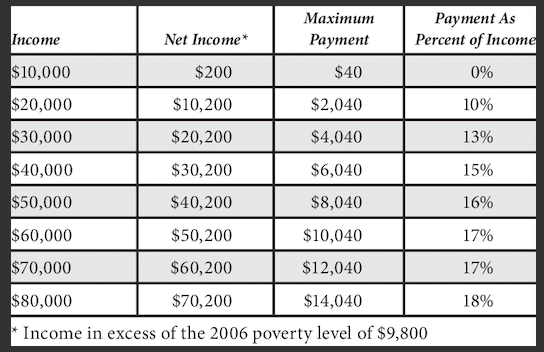 Income Net Income* Maximum Payment Payment As Percent of Income
$10,000 $200 $40 0%
$20,000 $10,200 $2,040 10%
$30,000 $20,200 $4,040 13%
$40,000 $30,200 $6,040 15%
$50,000 $40,200 $8,040 16%
$60,000 $50,200 $10,040 17%
$70,000 $60,200 $12,040 17%
$80,000 $70,200 $14,040 18%
* Income in excess of the 2006 poverty level of $9,800